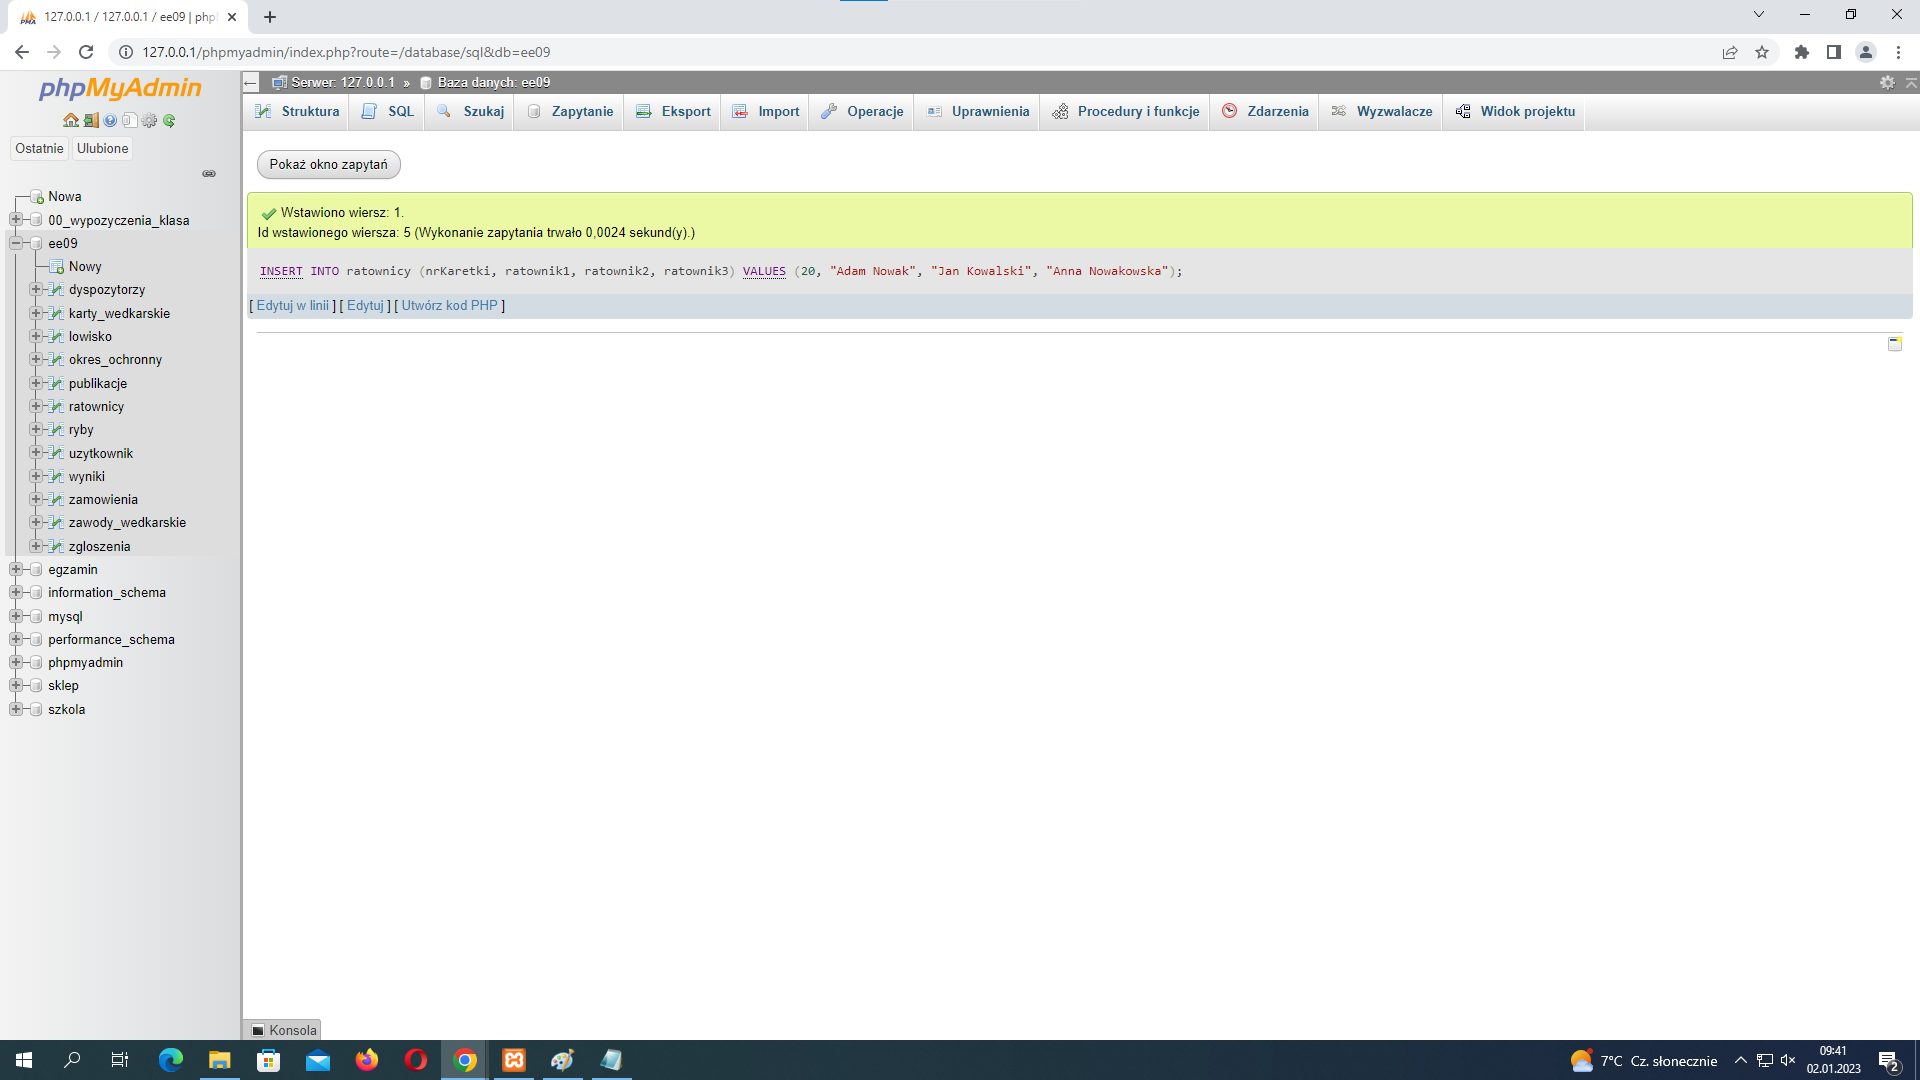 127.0.0.1 / 127.0.0.1 / ee09 | php
127.0.0.1/phpmyadmin/index.php?route=/database/sql&db=ee09
phpMyAdmin
Ostatnie Ulubione
Nowa
00_wypozyczenia_klasa
ee09
Nowy
dyspozytorzy
karty_wedkarskie
lowisko
okres_ochronny
publikacje
ratownicy
ryby
uzytkownik
wyniki
zamowienia
zawody_wedkarskie
zgloszenia
egzamin
information_schema
mysql
performance_schema
phpmyadmin
sklep
szkola
Serwer: 127.0.0.1 » Baza danych: ee09
Struktura SQL Szukaj Zapytanie Eksport Import Operacje Uprawnienia Procedury i funkcje Zdarzenia Wyzwalacze Widok projektu
Pokaż okno zapytań
Wstawiono wiersz: 1.
Id wstawionego wiersza: 5 (Wykonanie zapytania trwało 0,0024 sekund(y).)
INSERT INTO ratownicy (nrKaretki, ratownik1, ratownik2, ratownik3) VALUES (20, "Adam Nowak", "Jan Kowalski", "Anna Nowakowska");
[ Edytuj w linii ] [ Edytuj ] [ Utwórz kod PHP ]
Konsola
7°C Cz. słonecznie
09:41
02.01.2023
2